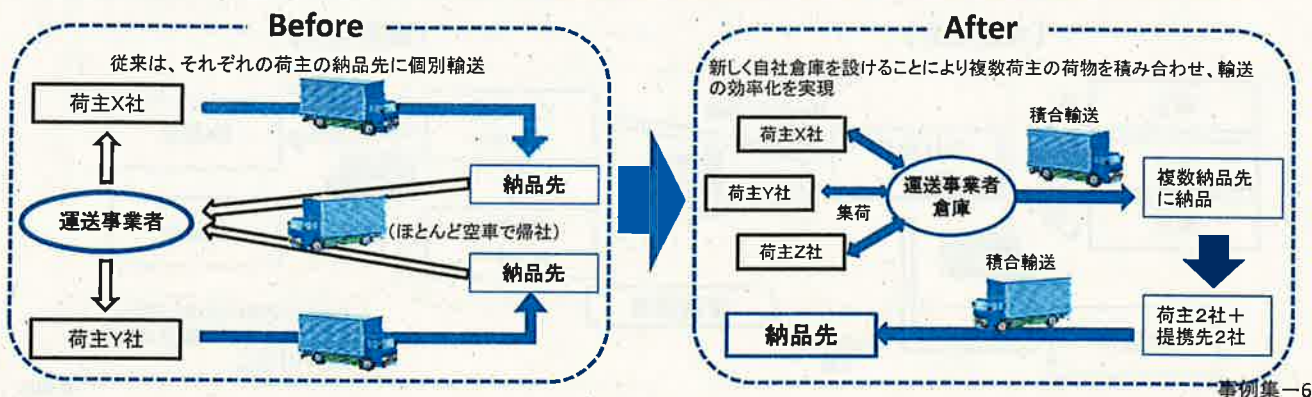 Before
従来は、それぞれの荷主の納品先に個別輸送
荷主X社
運送事業者
荷主Y社
納品先
(ほとんど空車で帰社)
納品先
After
新しく自社倉庫を設けることにより複数荷主の荷物を積み合わせ、輸送
の効率化を実現
荷主X社
荷主Y社
荷主Z社
集荷
運送事業者
倉庫
積合輸送
複数納品先
に納品
積合輸送
納品先
荷主2社+
提携先2社
事例集ー6